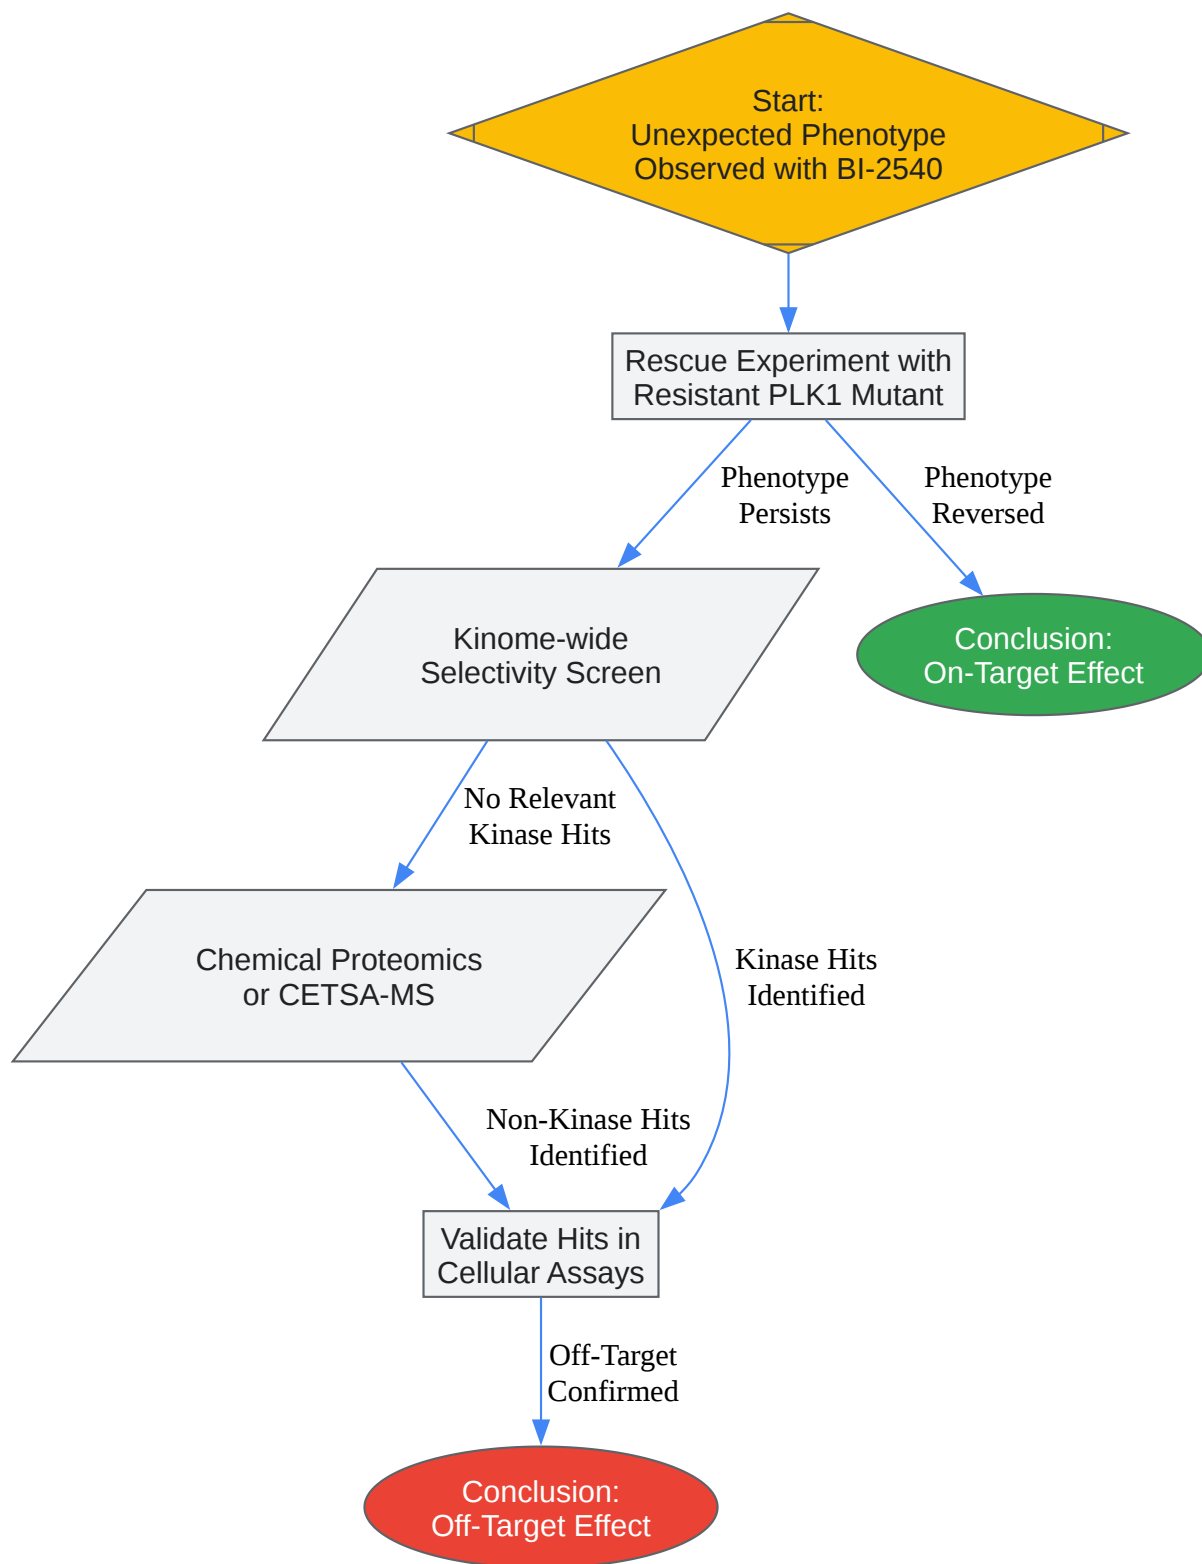 Start:
Unexpected Phenotype
Observed with BI-2540
Rescue Experiment with
Resistant PLK1 Mutant
Phenotype
Persists
Phenotype
Reversed
Kinome-wide
Selectivity Screen
Conclusion:
On-Target Effect
No Relevant
Kinase Hits
Chemical Proteomics
or CETSA-MS
Kinase Hits
Identified
Non-Kinase Hits
Identified
Validate Hits in
Cellular Assays
Off-Target
Confirmed
Conclusion:
Off-Target Effect